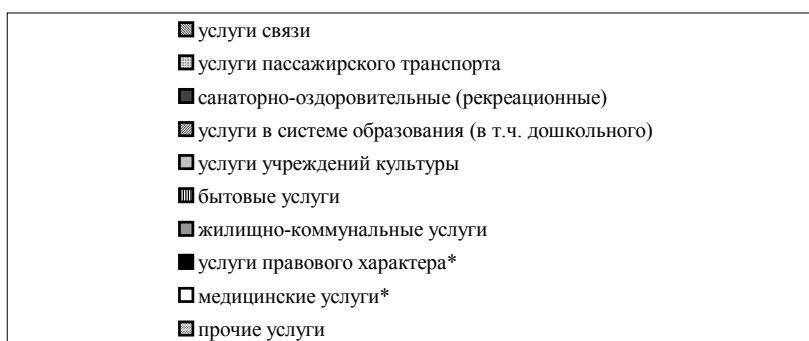 услуги связи
услуги пассажирского транспорта
санаторно-оздоровительные (рекреационные)
услуги в системе образования (в т.ч. дошкольного)
услуги учреждений культуры
бытовые услуги
жилищно-коммунальные услуги
услуги правового характера*
медицинские услуги*
прочие услуги